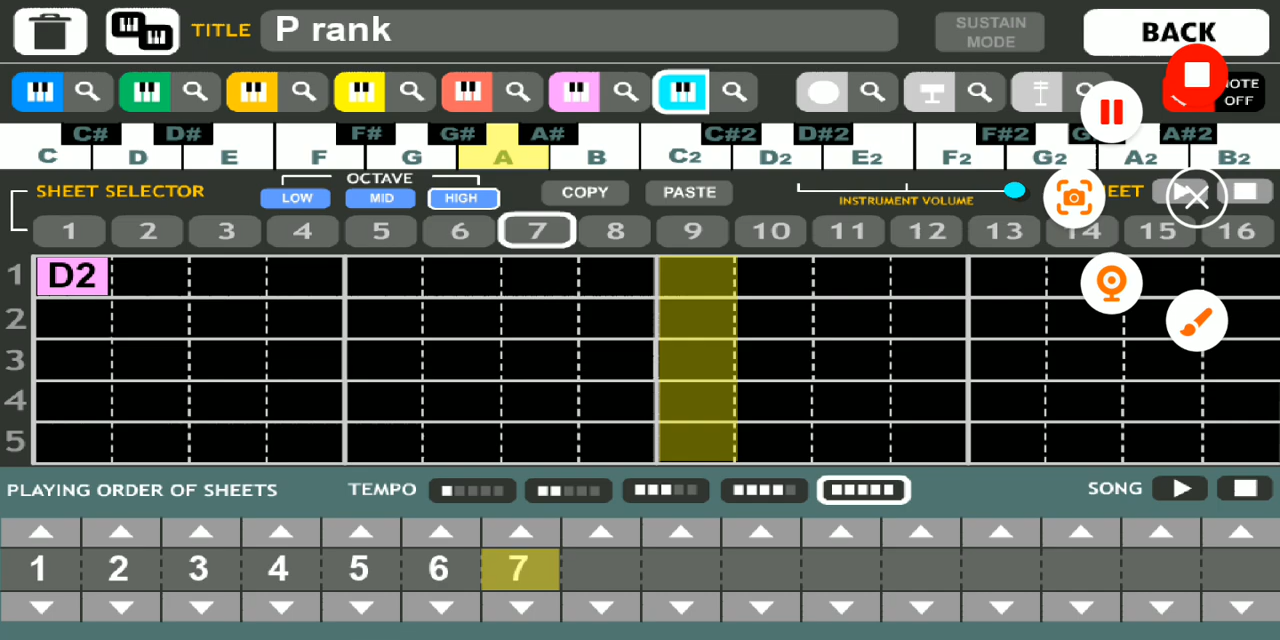 TITLE P rank SUSTAIN MODE BACK
NOTE OFF
C# D# F# G# A# C#2 D#2 F#2 G A#2
C D E F G A B C2 D2 E2 F2 G2 A2 B2
SHEET SELECTOR OCTAVE LOW MID HIGH COPY PASTE INSTRUMENT VOLUME EET
1 2 3 4 5 6 7 8 9 10 11 12 13 14 15 16
1 D2
2
3
4
5
PLAYING ORDER OF SHEETS TEMPO SONG
1 2 3 4 5 6 7